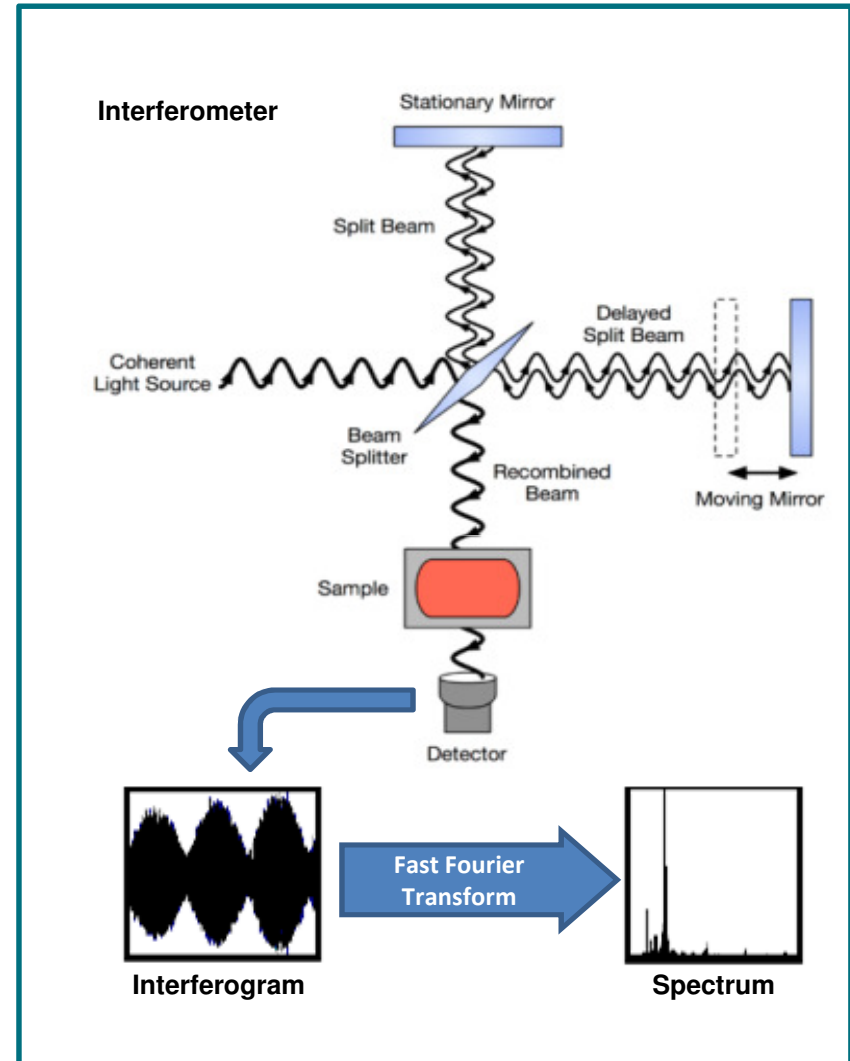 Interferometer
Stationary Mirror
Split Beam
Delayed
Split Beam
Coherent
Light Source
Beam
Splitter
Recombined
Beam
Moving Mirror
Sample
Detector
Fast Fourier
Transform
Interferogram
Spectrum